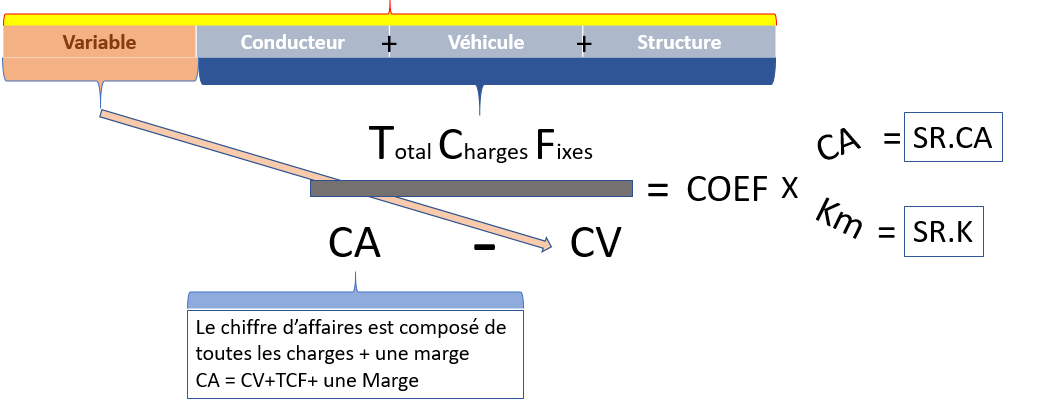 Variable Conducteur + Véhicule + Structure
Total Charges Fixes
CA = SR.CA
= COEF X
Km = SR.K
CA - CV
Le chiffre d’affaires est composé de
toutes les charges + une marge
CA = CV+TCF+ une Marge